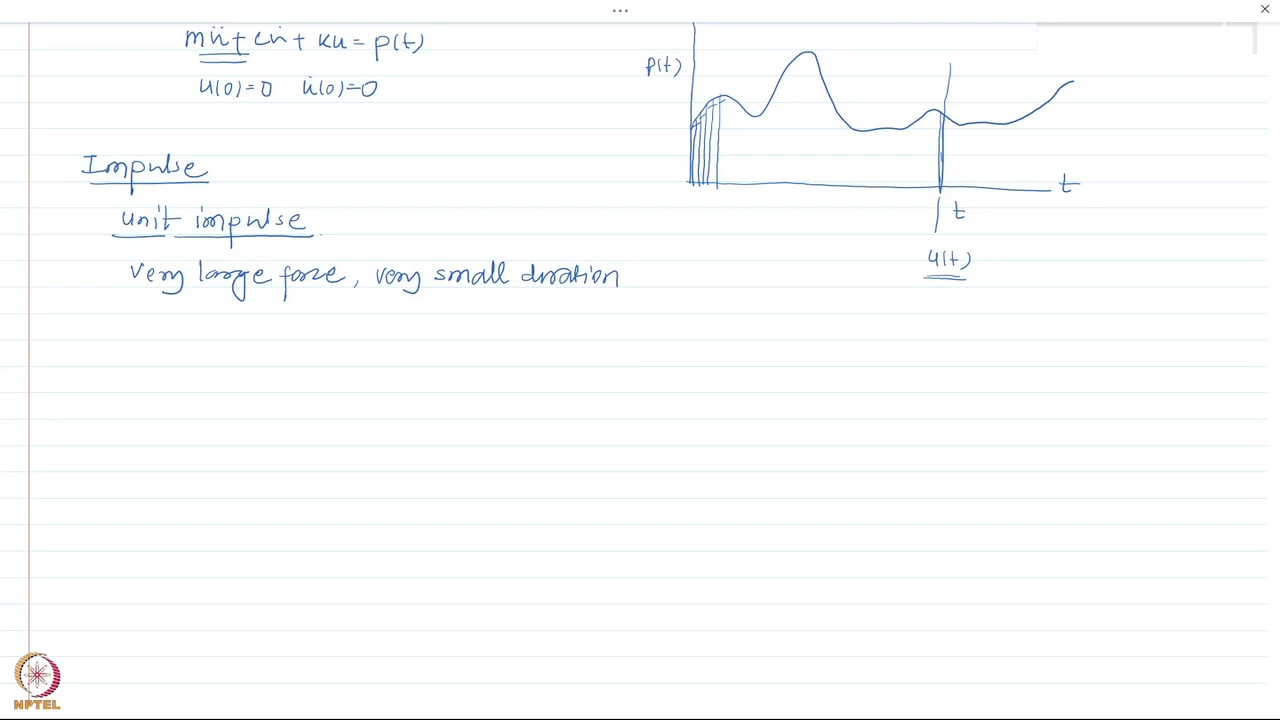 mü + cu̇ + ku = p(t)
u(0)=0 u̇(0)=0
Impulse
unit impulse
very large force, very small duration
p(t)
t
t
u(t)
NPTEL